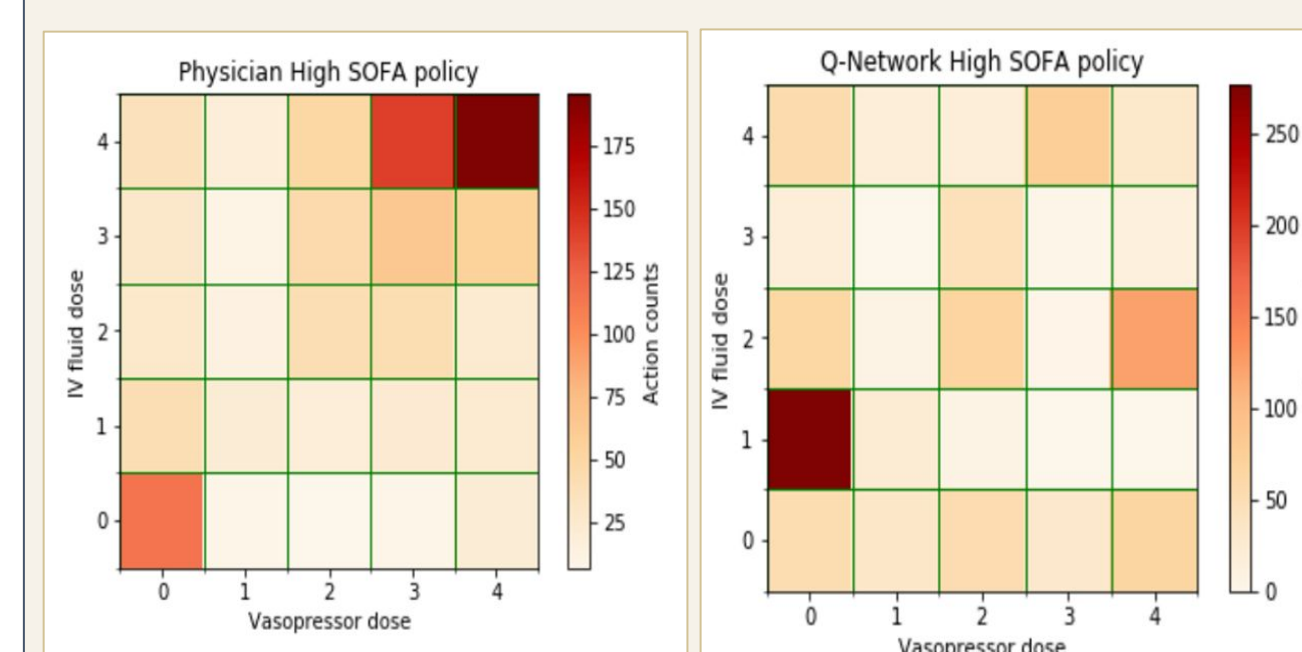 Physician High SOFA policy
4
3
2
1
0
IV fluid dose
0 1 2 3 4
Vasopressor dose
175
150
125
100
75
50
25
Action counts
Q-Network High SOFA policy
4
3
2
1
0
IV fluid dose
0 1 2 3 4
Vasopressor dose
250
200
150
100
50
0